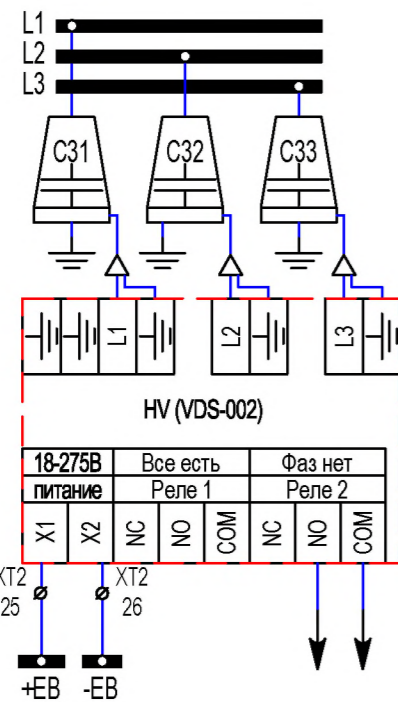 L1
L2
L3
C31 C32 C33
L1 L2 L3
HV (VDS-002)
18-275В Все есть Фаз нет
питание Реле 1 Реле 2
X1 X2 NC NO COM NC NO COM
XT2 XT2
25 26
+EB -EB